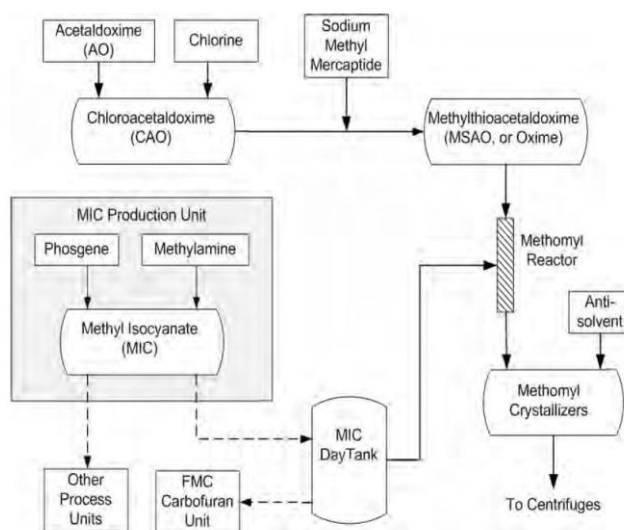 Acetaldoxime
(AO)
Chlorine
Sodium
Methyl
Mercaptide
Chloroacetaldoxime
(CAO)
Methylthioacetaldoxime
(MSAO, or Oxime)
MIC Production Unit
Phosgene
Methylamine
Methyl Isocyanate
(MIC)
Methomyl
Reactor
Anti-
solvent
Methomyl
Crystallizers
MIC
DayTank
Other
Process
Units
FMC
Carbofuran
Unit
To Centrifuges